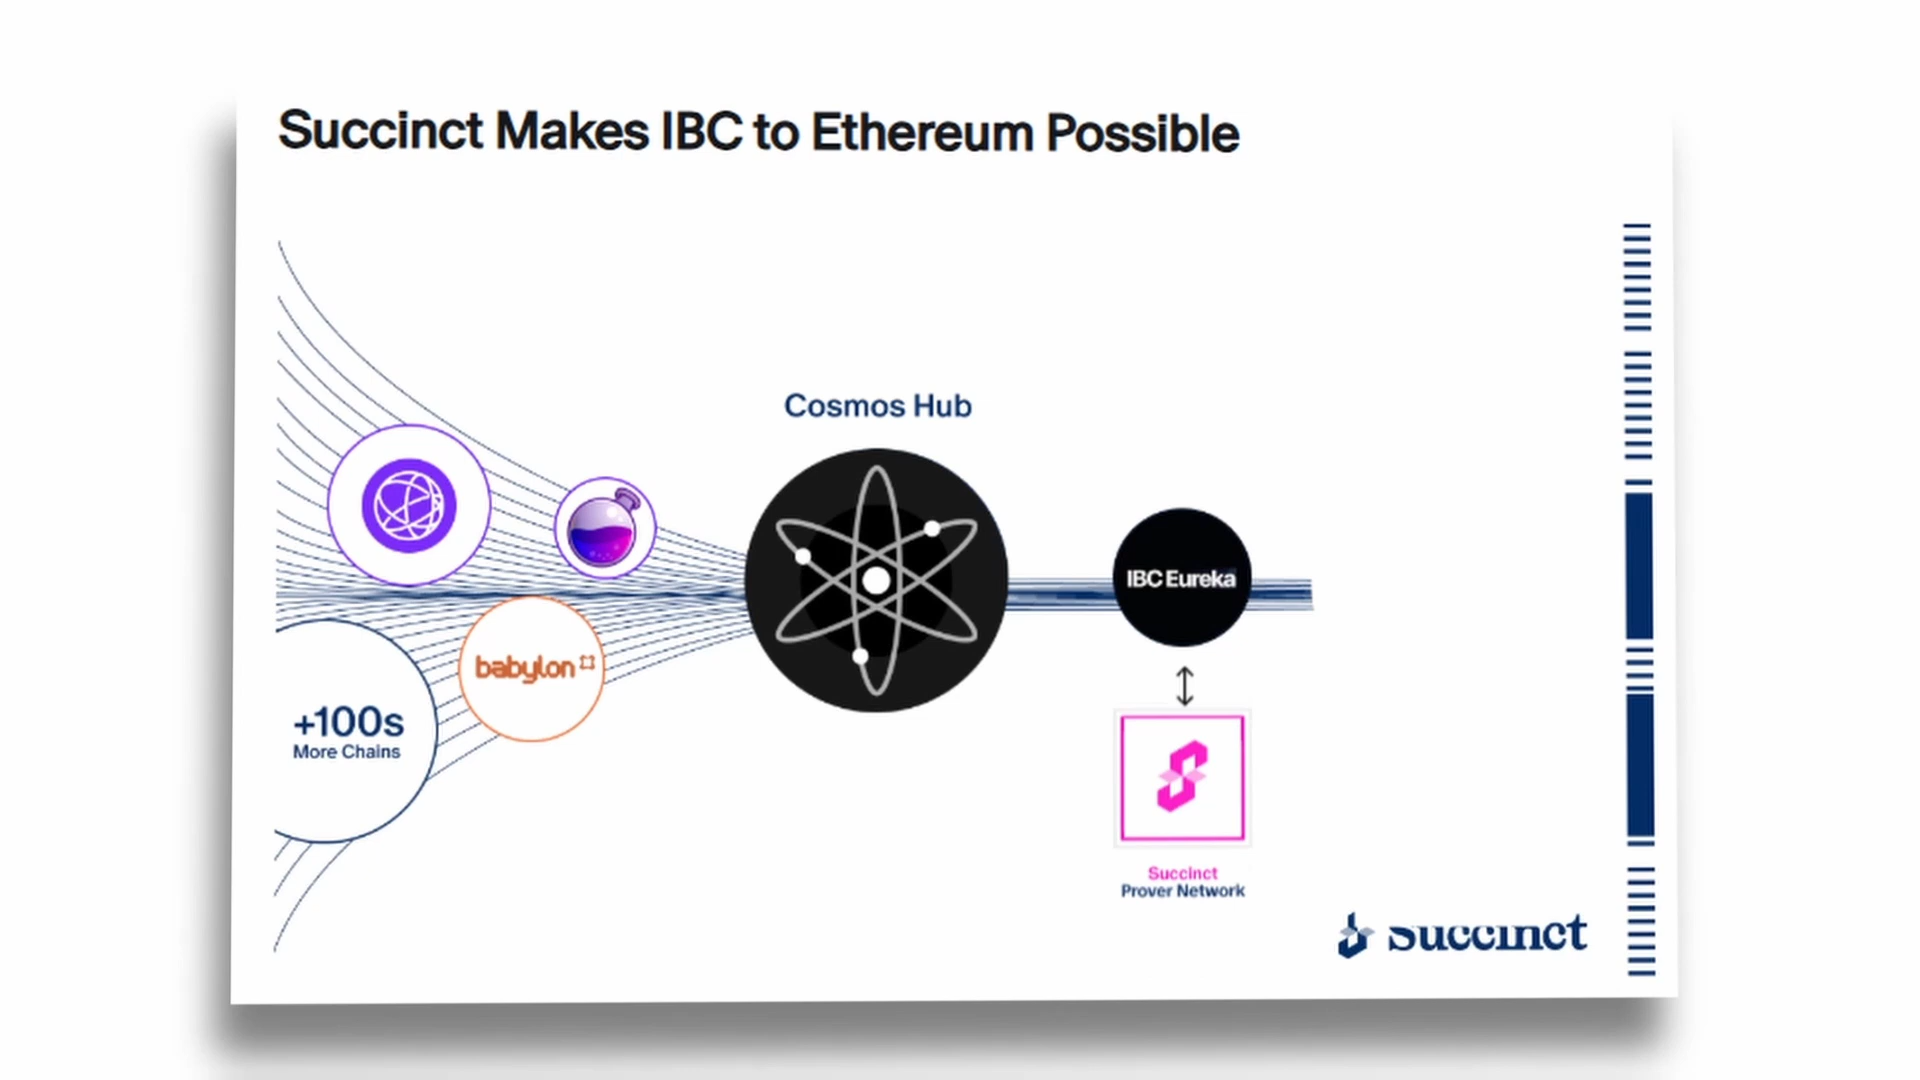 Succinct Makes IBC to Ethereum Possible
Cosmos Hub
IBC Eureka
babylon
+100s
More Chains
Succinct
Prover Network
Succinct